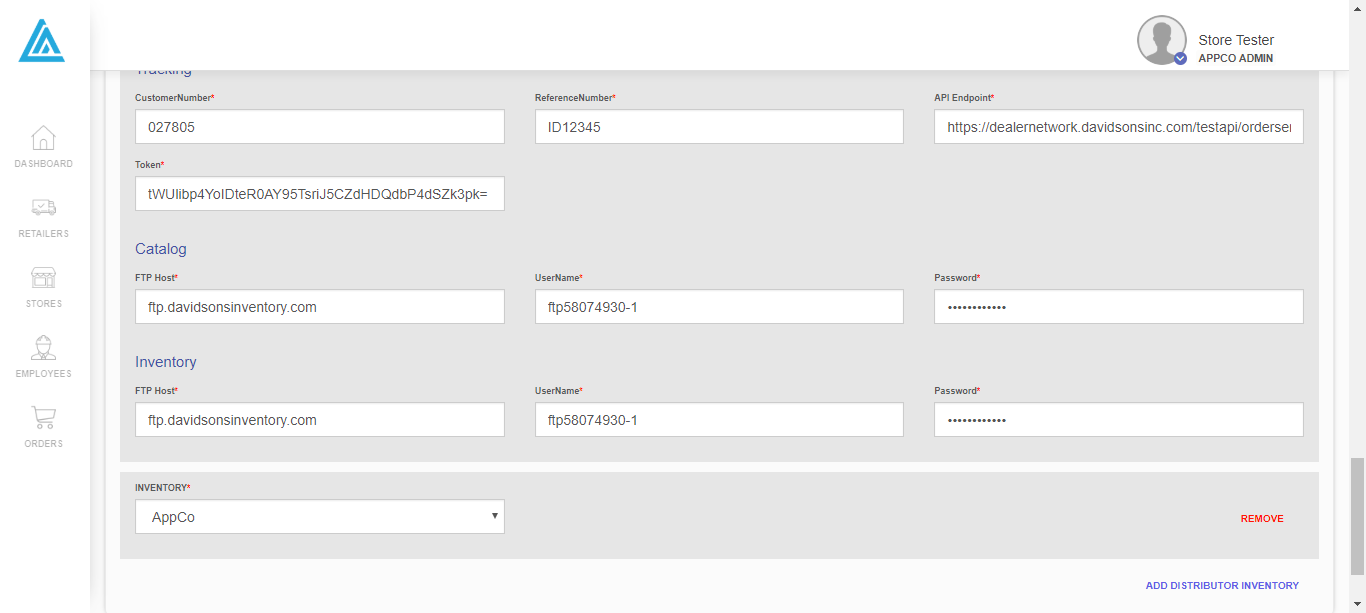 Store Tester
APPCO ADMIN
DASHBOARD
RETAILERS
STORES
EMPLOYEES
ORDERS
Tracking
CustomerNumber* ReferenceNumber* API Endpoint*
027805 ID12345 https://dealernetwork.davidsonsinc.com/testapi/orderser
Token*
tWUlibp4YoIDteR0AY95TsriJ5CZdHDQdbP4dSZk3pk=
Catalog
FTP Host* UserName* Password*
ftp.davidsonsinventory.com ftp58074930-1 ••••••••••••
Inventory
FTP Host* UserName* Password*
ftp.davidsonsinventory.com ftp58074930-1 ••••••••••••
INVENTORY*
AppCo
REMOVE
ADD DISTRIBUTOR INVENTORY